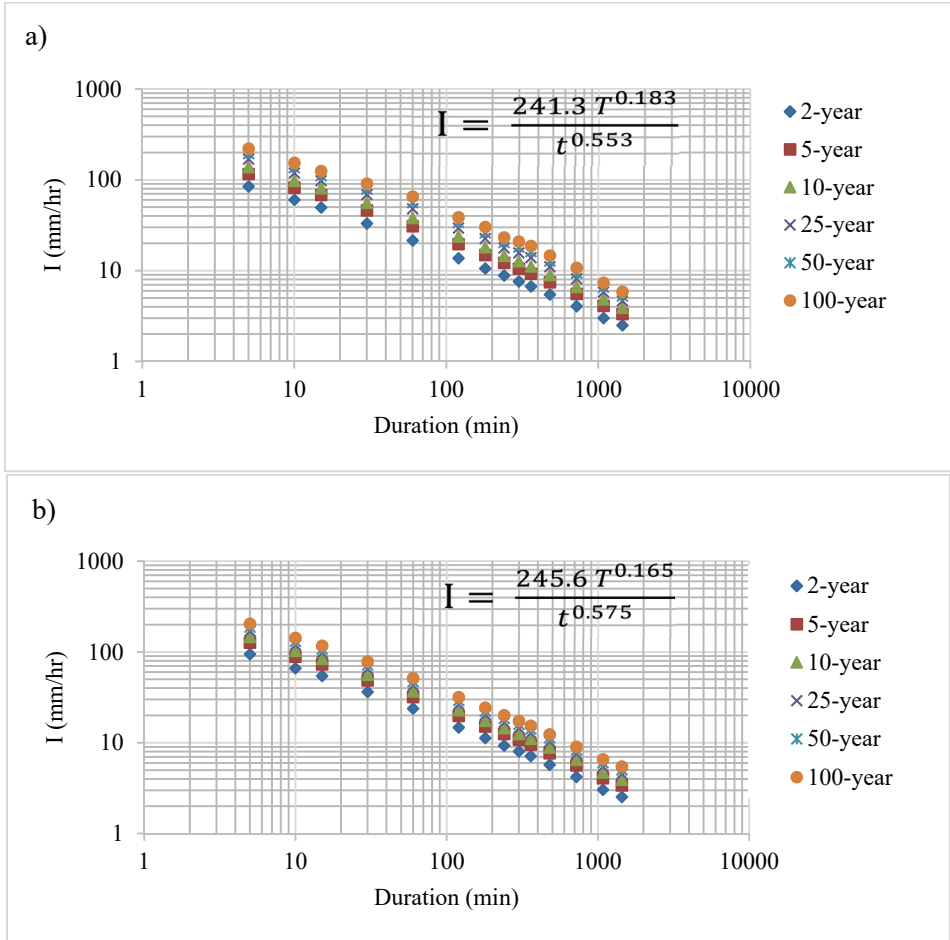 a)
1000
100
10
1
I (mm/hr)
1
10
100
1000
10000
Duration (min)
I = 241.3 T^0.183 / t^0.553
2-year
5-year
10-year
25-year
50-year
100-year
b)
1000
100
10
1
I (mm/hr)
1
10
100
1000
10000
Duration (min)
I = 245.6 T^0.165 / t^0.575
2-year
5-year
10-year
25-year
50-year
100-year